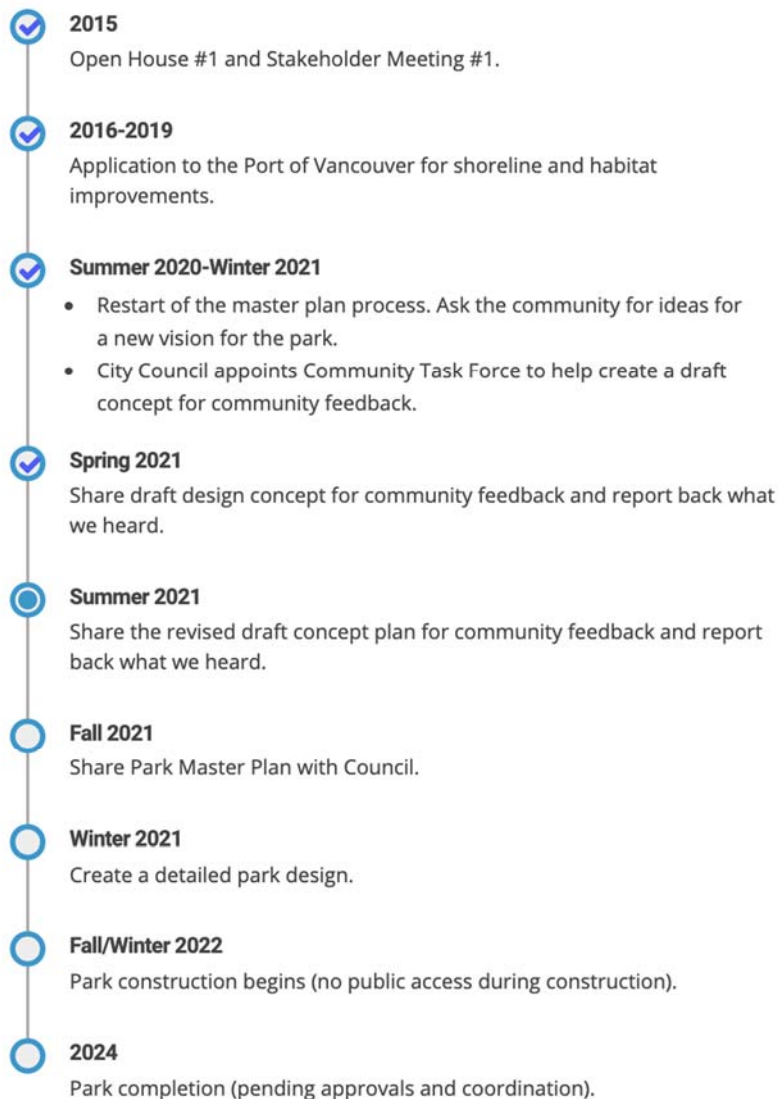 2015
Open House #1 and Stakeholder Meeting #1.
2016-2019
Application to the Port of Vancouver for shoreline and habitat
improvements.
Summer 2020-Winter 2021
• Restart of the master plan process. Ask the community for ideas for
a new vision for the park.
• City Council appoints Community Task Force to help create a draft
concept for community feedback.
Spring 2021
Share draft design concept for community feedback and report back what
we heard.
Summer 2021
Share the revised draft concept plan for community feedback and report
back what we heard.
Fall 2021
Share Park Master Plan with Council.
Winter 2021
Create a detailed park design.
Fall/Winter 2022
Park construction begins (no public access during construction).
2024
Park completion (pending approvals and coordination).